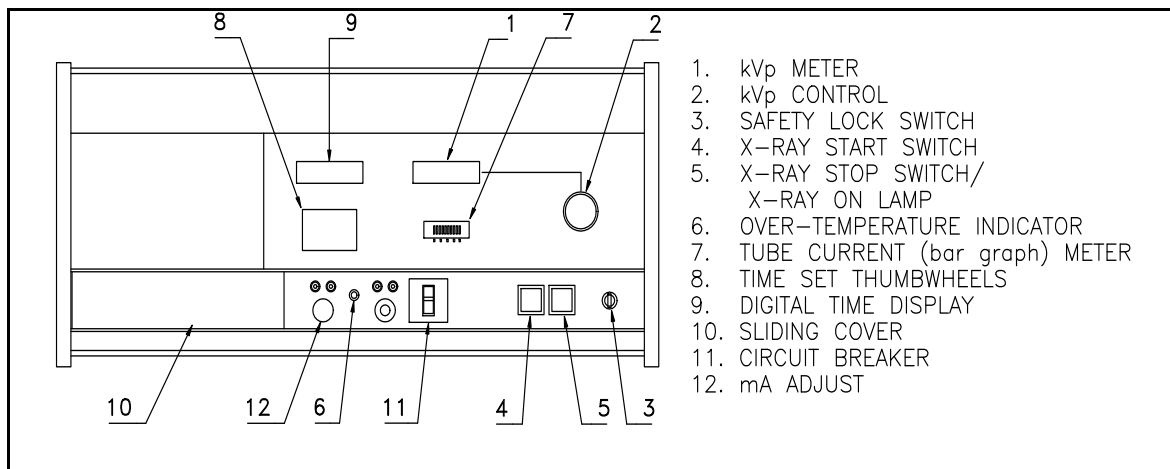 8 9 1 7 2
1. kVp METER
2. kVp CONTROL
3. SAFETY LOCK SWITCH
4. X-RAY START SWITCH
5. X-RAY STOP SWITCH/
X-RAY ON LAMP
6. OVER-TEMPERATURE INDICATOR
7. TUBE CURRENT (bar graph) METER
8. TIME SET THUMBWHEELS
9. DIGITAL TIME DISPLAY
10. SLIDING COVER
11. CIRCUIT BREAKER
12. mA ADJUST
10 12 6 11 4 5 3